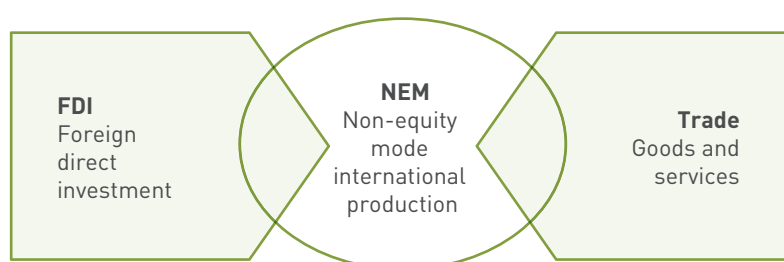 FDI
Foreign
direct
investment
NEM
Non-equity
mode
international
production
Trade
Goods and
services